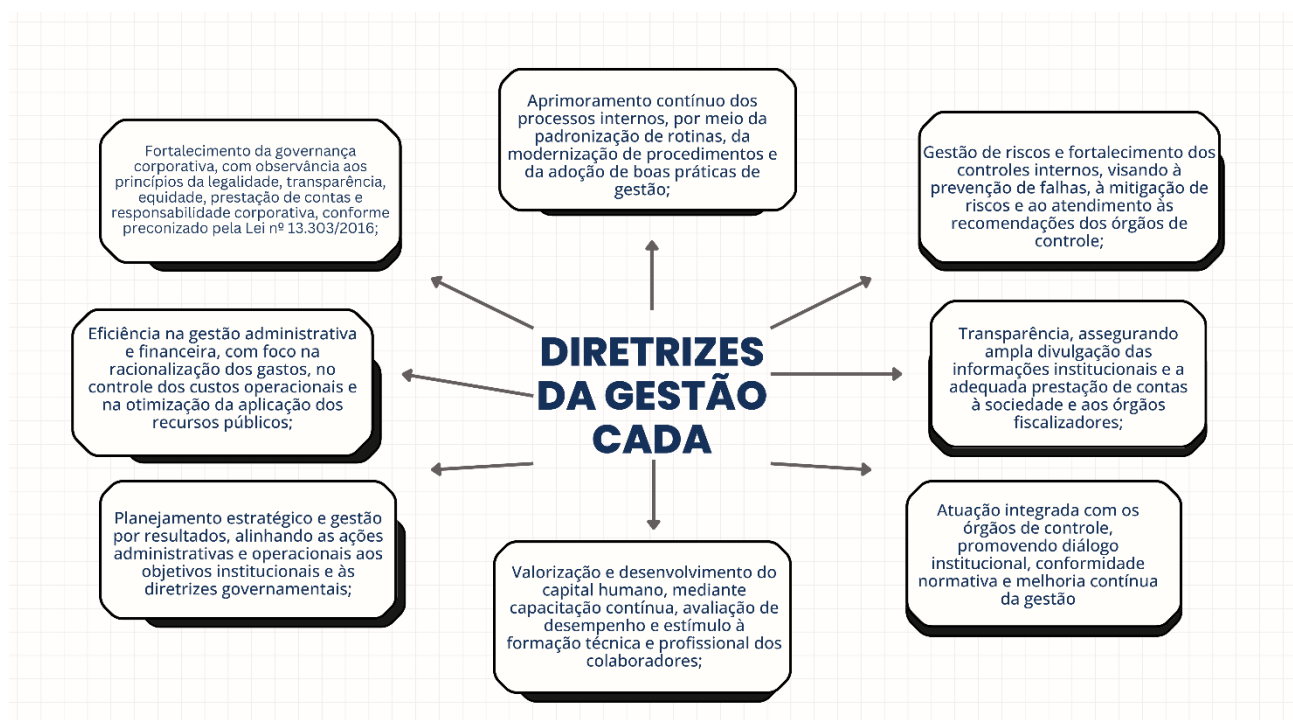 Aprimoramento contínuo dos
processos internos, por meio da
padronização de rotinas, da
modernização de procedimentos e
da adoção de boas práticas de
gestão;
Fortalecimento da governança
corporativa, com observância aos
princípios da legalidade, transparência,
equidade, prestação de contas e
responsabilidade corporativa, conforme
preconizado pela Lei nº 13.303/2016;
Gestão de riscos e fortalecimento dos
controles internos, visando à
prevenção de falhas, à mitigação de
riscos e ao atendimento às
recomendações dos órgãos de
controle;
Eficiência na gestão administrativa
e financeira, com foco na
racionalização dos gastos, no
controle dos custos operacionais e
na otimização da aplicação dos
recursos públicos;
DIRETRIZES
DA GESTÃO
CADA
Transparência, assegurando
ampla divulgação das
informações institucionais e a
adequada prestação de contas
à sociedade e aos órgãos
fiscalizadores;
Planejamento estratégico e gestão
por resultados, alinhando as ações
administrativas e operacionais aos
objetivos institucionais e às
diretrizes governamentais;
Valorização e desenvolvimento do
capital humano, mediante
capacitação contínua, avaliação de
desempenho e estímulo à
formação técnica e profissional dos
colaboradores;
Atuação integrada com os
órgãos de controle,
promovendo diálogo
institucional, conformidade
normativa e melhoria contínua
da gestão